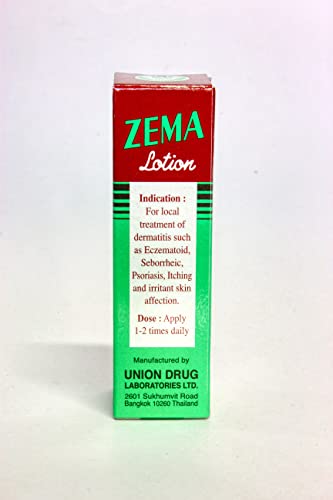 ZEMA
Lotion
Indication :
For local
treatment of
dermatitis such
as Eczematoid,
Seborrheic,
Psoriasis, Itching
and irritant skin
affection.
Dose : Apply
1-2 times daily
Manufactured by
UNION DRUG
LABORATORIES LTD.
2601 Sukhumvit Road
Bangkok 10260 Thailand